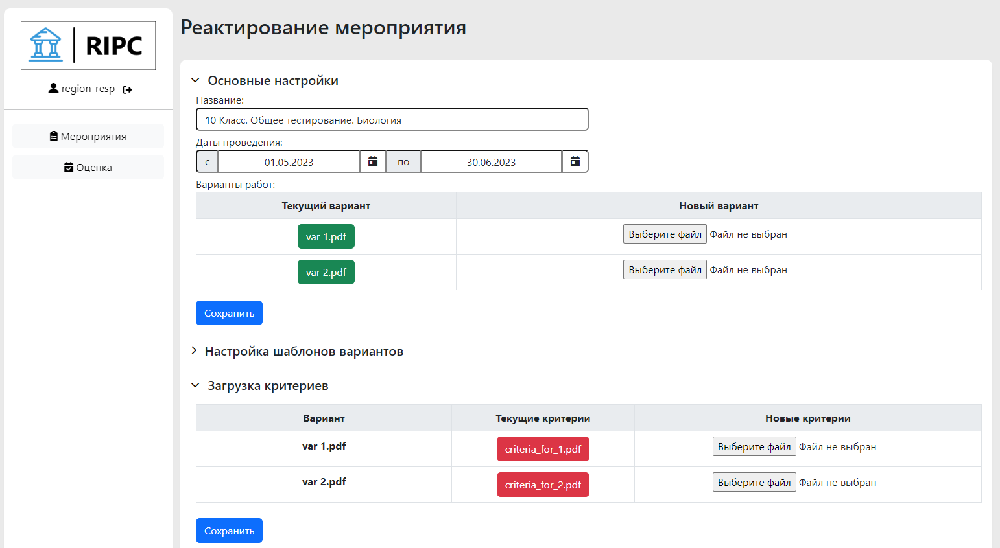 RIPC
region_resp
Мероприятия
Оценка
Реактирование мероприятия
Основные настройки
Название:
10 Класс. Общее тестирование. Биология
Даты проведения:
с 01.05.2023 по 30.06.2023
Варианты работ:
Текущий вариант Новый вариант
var 1.pdf Выберите файл Файл не выбран
var 2.pdf Выберите файл Файл не выбран
Сохранить
Настройка шаблонов вариантов
Загрузка критериев
Вариант Текущие критерии Новые критерии
var 1.pdf criteria_for_1.pdf Выберите файл Файл не выбран
var 2.pdf criteria_for_2.pdf Выберите файл Файл не выбран
Сохранить